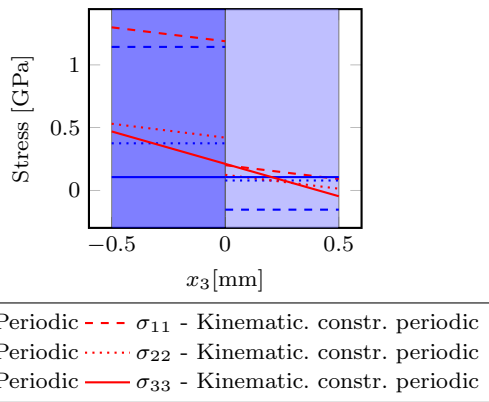 1
0.5
0
Stress [GPa]
−0.5
0
0.5
x₃[mm]
Periodic σ₁₁ - Kinematic. constr. periodic
Periodic σ₂₂ - Kinematic. constr. periodic
Periodic σ₃₃ - Kinematic. constr. periodic